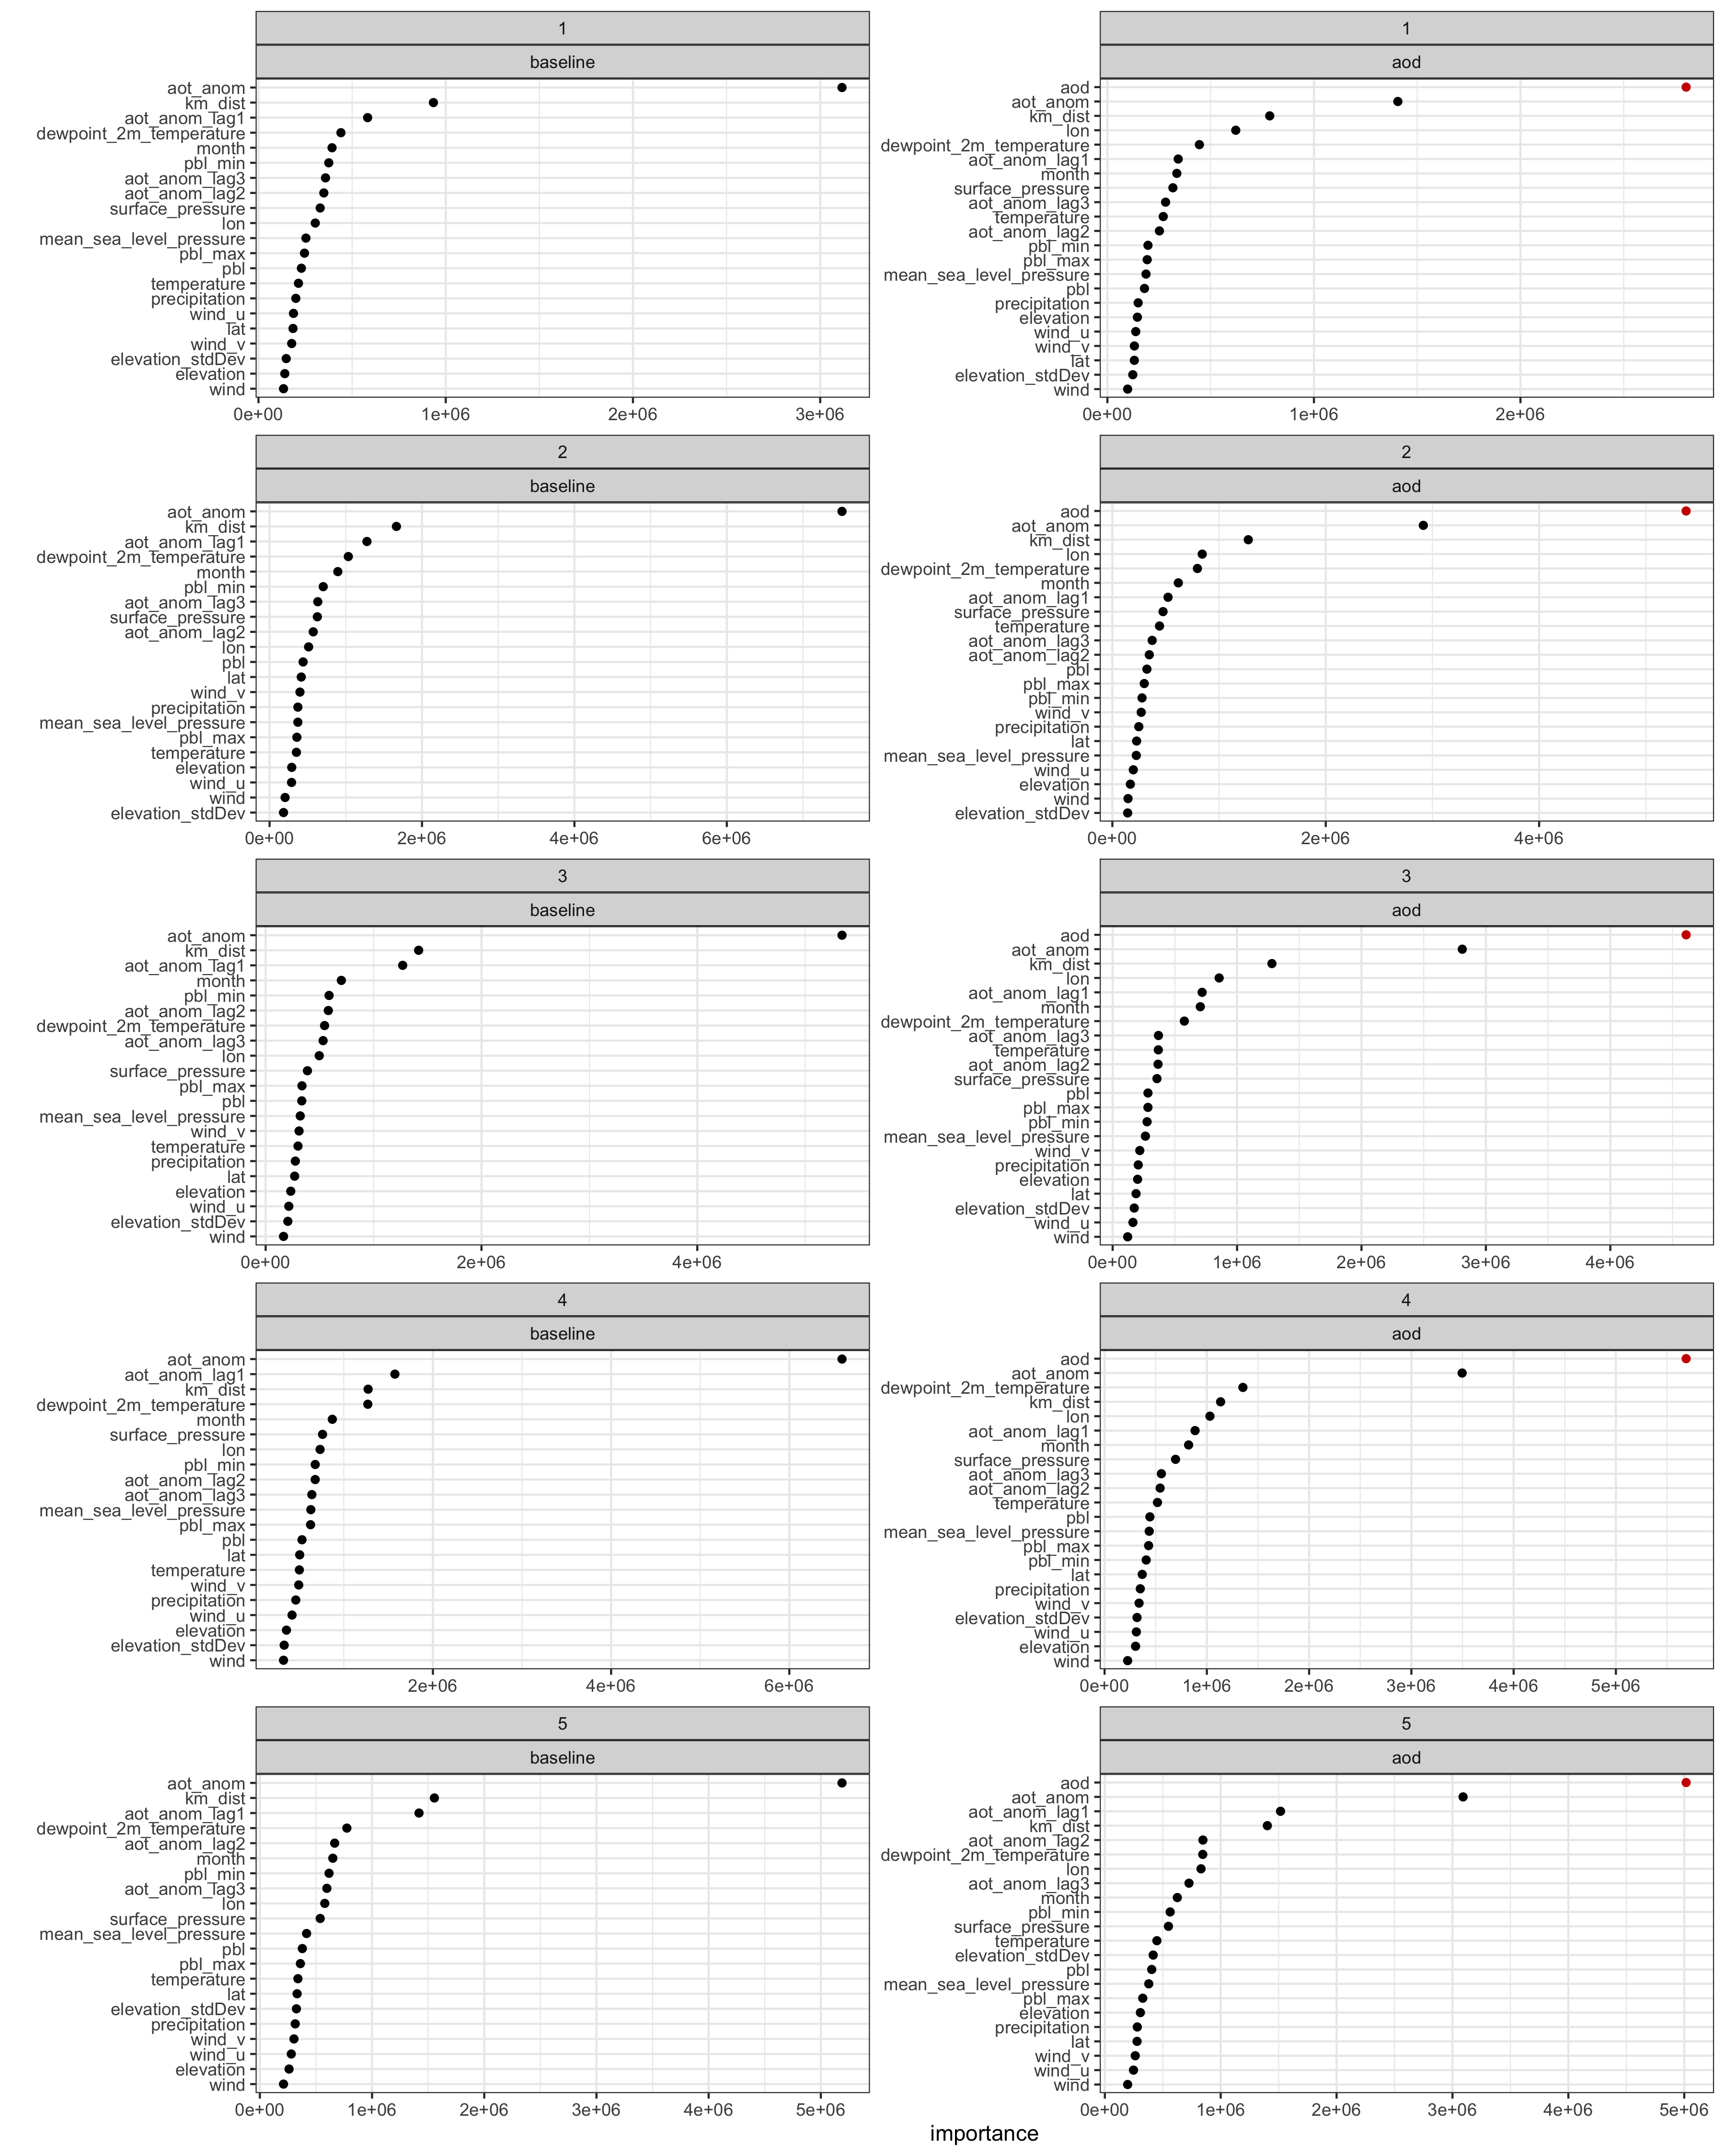 1
baseline
aot_anom
km_dist
aot_anom_lag1
dewpoint_2m_temperature
month
pbl_min
aot_anom_lag3
aot_anom_lag2
surface_pressure
lon
mean_sea_level_pressure
pbl_max
pbl
temperature
precipitation
wind_u
lat
wind_v
elevation_stdDev
elevation
wind
0e+00 1e+06 2e+06 3e+06
1
aod
aod
aot_anom
km_dist
lon
dewpoint_2m_temperature
aot_anom_lag1
month
surface_pressure
aot_anom_lag3
temperature
aot_anom_lag2
pbl_min
pbl_max
mean_sea_level_pressure
pbl
precipitation
elevation
wind_u
wind_v
lat
elevation_stdDev
wind
0e+00 1e+06 2e+06
2
baseline
aot_anom
km_dist
aot_anom_lag1
dewpoint_2m_temperature
month
pbl_min
aot_anom_lag3
surface_pressure
aot_anom_lag2
lon
pbl
lat
wind_v
precipitation
mean_sea_level_pressure
pbl_max
temperature
elevation
wind_u
wind
elevation_stdDev
0e+00 2e+06 4e+06 6e+06
2
aod
aod
aot_anom
km_dist
lon
dewpoint_2m_temperature
month
aot_anom_lag1
surface_pressure
temperature
aot_anom_lag3
aot_anom_lag2
pbl
pbl_max
pbl_min
wind_v
precipitation
lat
mean_sea_level_pressure
wind_u
elevation
wind
elevation_stdDev
0e+00 2e+06 4e+06
3
baseline
aot_anom
km_dist
aot_anom_lag1
month
pbl_min
aot_anom_lag2
dewpoint_2m_temperature
aot_anom_lag3
lon
surface_pressure
pbl_max
pbl
mean_sea_level_pressure
wind_v
temperature
precipitation
lat
elevation
wind_u
elevation_stdDev
wind
0e+00 2e+06 4e+06
3
aod
aod
aot_anom
km_dist
lon
aot_anom_lag1
month
dewpoint_2m_temperature
aot_anom_lag3
temperature
aot_anom_lag2
surface_pressure
pbl
pbl_max
pbl_min
mean_sea_level_pressure
wind_v
precipitation
elevation
lat
elevation_stdDev
wind_u
wind
0e+00 1e+06 2e+06 3e+06 4e+06
4
baseline
aot_anom
aot_anom_lag1
km_dist
dewpoint_2m_temperature
month
surface_pressure
lon
pbl_min
aot_anom_lag2
aot_anom_lag3
mean_sea_level_pressure
pbl_max
pbl
lat
temperature
wind_v
precipitation
wind_u
elevation
elevation_stdDev
wind
2e+06 4e+06 6e+06
4
aod
aod
aot_anom
dewpoint_2m_temperature
km_dist
lon
aot_anom_lag1
month
surface_pressure
aot_anom_lag3
aot_anom_lag2
temperature
pbl
mean_sea_level_pressure
pbl_max
pbl_min
lat
precipitation
wind_v
elevation_stdDev
wind_u
elevation
wind
0e+00 1e+06 2e+06 3e+06 4e+06 5e+06
5
baseline
aot_anom
km_dist
aot_anom_lag1
dewpoint_2m_temperature
aot_anom_lag2
month
pbl_min
aot_anom_lag3
lon
surface_pressure
mean_sea_level_pressure
pbl
pbl_max
temperature
lat
elevation_stdDev
precipitation
wind_v
wind_u
elevation
wind
0e+00 1e+06 2e+06 3e+06 4e+06 5e+06
5
aod
aod
aot_anom
aot_anom_lag1
km_dist
aot_anom_lag2
dewpoint_2m_temperature
lon
aot_anom_lag3
month
pbl_min
surface_pressure
temperature
elevation_stdDev
pbl
mean_sea_level_pressure
pbl_max
elevation
precipitation
lat
wind_v
wind_u
wind
0e+00 1e+06 2e+06 3e+06 4e+06 5e+06
importance